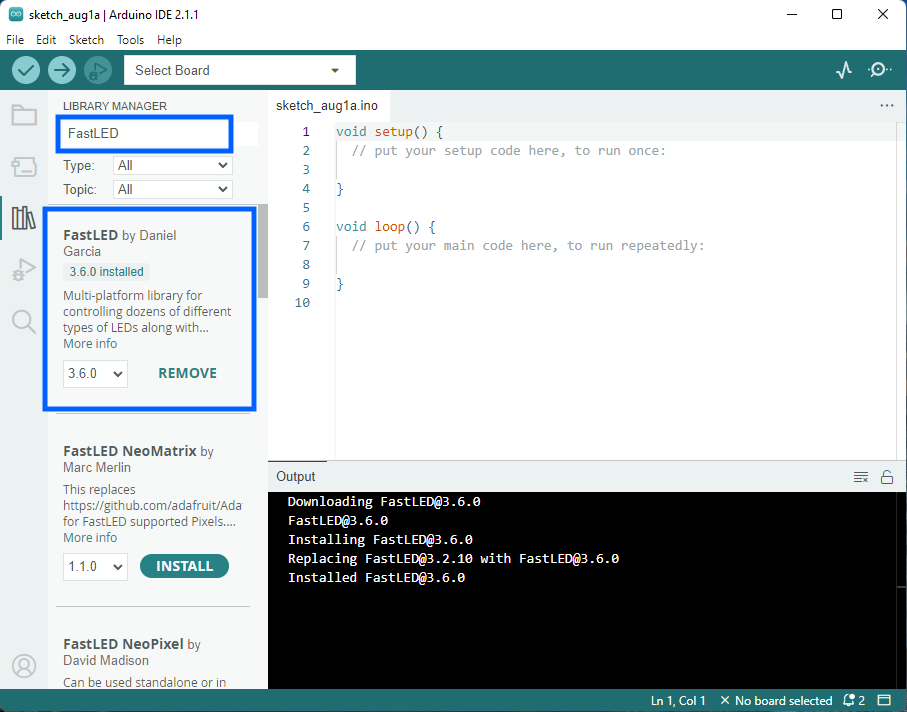 sketch_aug1a | Arduino IDE 2.1.1
File Edit Sketch Tools Help
Select Board
LIBRARY MANAGER
FastLED
Type: All
Topic: All
FastLED by Daniel
Garcia
3.6.0 installed
Multi-platform library for
controlling dozens of different
types of LEDs along with...
More info
3.6.0 REMOVE
FastLED NeoMatrix by
Marc Merlin
This replaces
https://github.com/adafruit/Ada
for FastLED supported Pixels....
More info
1.1.0 INSTALL
FastLED NeoPixel by
David Madison
Can be used standalone or in
sketch_aug1a.ino
1 void setup() {
2 // put your setup code here, to run once:
3
4 }
5
6 void loop() {
7 // put your main code here, to run repeatedly:
8
9 }
10
Output
Downloading FastLED@3.6.0
FastLED@3.6.0
Installing FastLED@3.6.0
Replacing FastLED@3.2.10 with FastLED@3.6.0
Installed FastLED@3.6.0
Ln 1, Col 1 No board selected 2